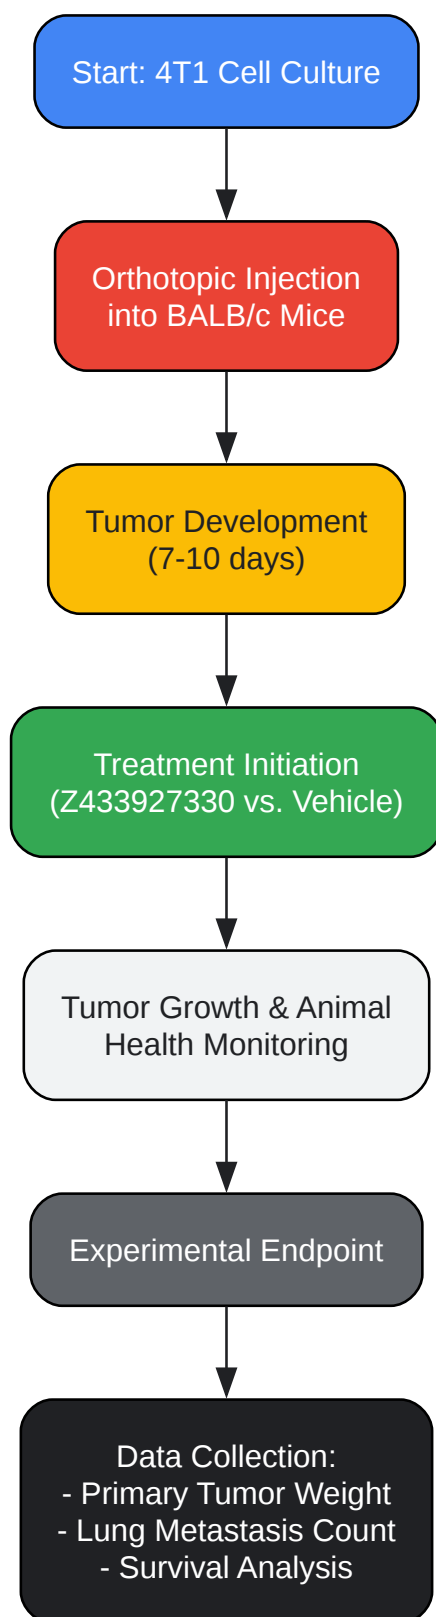 Start: 4T1 Cell Culture
Orthotopic Injection
into BALB/c Mice
Tumor Development
(7-10 days)
Treatment Initiation
(Z433927330 vs. Vehicle)
Tumor Growth & Animal
Health Monitoring
Experimental Endpoint
Data Collection:
- Primary Tumor Weight
- Lung Metastasis Count
- Survival Analysis